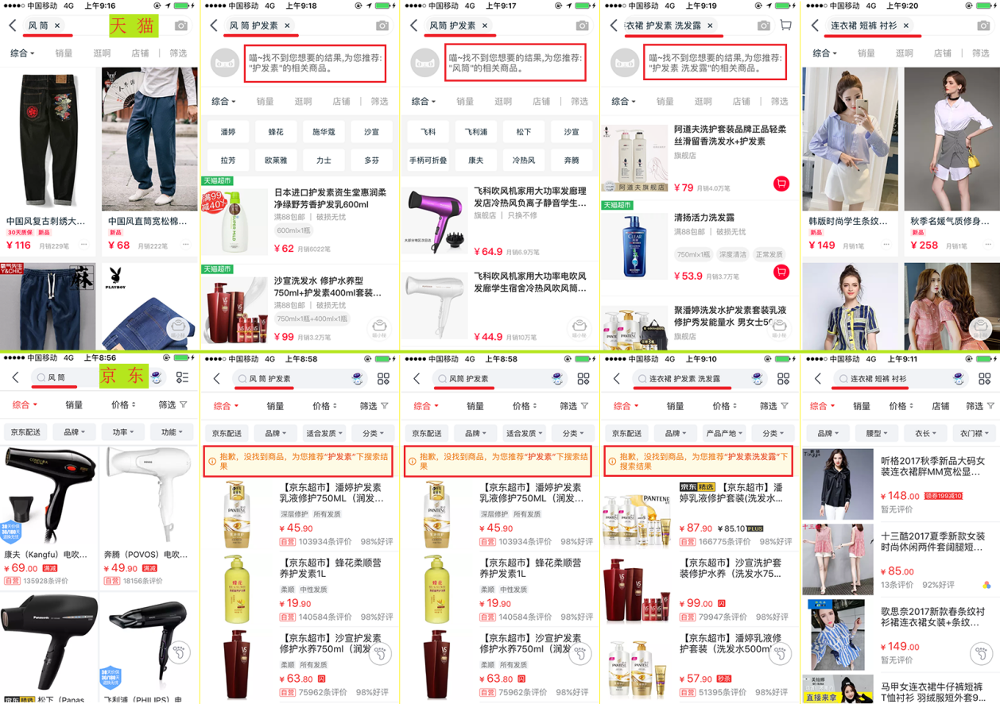 中国移动 4G 上午9:16
风 筒 ×
天 猫
综合 销量 逛啊 店铺 筛选
中国风复古刺绣大...
30天质保 新品
¥116 月销229笔
中国风直筒宽松棉...
新品
¥68 月销222笔
Y&CHIC
麻
PLAYBOY
中国移动 4G 上午9:18
风 筒 护发素 ×
喵~找不到您想要的结果,为您推荐:
“护发素”的相关商品。
综合 销量 逛啊 店铺 筛选
潘婷 蜂花 施华蔻 沙宣
拉芳 欧莱雅 力士 多芬
天猫超市
满99
减40
日本进口护发素资生堂惠润柔
净绿野芳香护发乳600ml
满88包邮 | 破损无忧
600ml×1瓶
¥62 月销6022笔
天猫超市
沙宣洗发水 修护水养型
750ml+护发素400ml套装...
满88包邮 | 破损无忧
750ml×1瓶+400ml×1瓶
¥99 月销3.2万笔
中国移动 4G 上午9:17
风筒 护发素 ×
喵~找不到您想要的结果,为您推荐:
“风筒”的相关商品。
综合 销量 逛啊 店铺 筛选
飞科 飞利浦 松下 沙宣
手柄可折叠 康夫 冷热风 奔腾
飞科吹风机家用大功率发廊理
发店冷热风负离子静音学生...
旗舰店 | 只换不修
¥64.9 月销6.9万笔
飞科吹风机家用大功率电吹风
发廊学生宿舍冷热风吹风筒...
¥44.9 月销10万笔
中国移动 4G 上午9:19
衣裙 护发素 洗发露 ×
喵~找不到您想要的结果,为您推荐:
“护发素 洗发露”的相关商品。
综合 销量 逛啊 店铺 筛选
阿道夫洗护套装品牌正品轻柔
丝滑留香洗发水+护发素
旗舰店
阿道夫旗舰店
¥79 月销4.0万笔
天猫超市
CLEAR
清扬活力洗发露
满88包邮 | 破损无忧
750ml×1瓶 深度清洁 正常发质
¥53.9 月销3.7万笔
聚潘婷洗发水护发素套装乳液
修护秀发能量水 男女士50
旗舰店
中国移动 4G 上午9:20
连衣裙 短裤 衬衫 ×
综合 销量 逛啊 店铺 筛选
韩版时尚学生条纹...
新品
¥149 月销1笔
秋季名媛气质修身...
新品
¥258 月销1笔
中国移动 4G 上午8:56
风 筒
京 东
综合 销量 价格 筛选
京东配送 品牌 功率 功能
30天价保
30/180天
康夫（Kangfu）电吹...
¥69.00 满减
自营 135928条评价
奔腾（POVOS）电...
¥49.90 满减
自营 18156条评价
Panasonic
京东精选 松下（Panas
飞利浦（PHILIPS）电
中国移动 4G 上午8:58
风 筒 护发素
综合 销量 价格 筛选
京东配送 品牌 适合发质 分类
抱歉，没找到商品，为您推荐“护发素”下搜索结
果
【京东超市】潘婷护发素
乳液修护750ML（润发...
深层修护 所有发质
¥45.90
自营 103934条评价 98%好评
【京东超市】蜂花柔顺营
养护发素1L
柔顺 中性发质
¥19.90
自营 140584条评价 98%好评
【京东超市】沙宣护发素
修护水养750ml（润发
柔顺 所有发质
¥63.80 闪
自营 75962条评价 98%好评
中国移动 4G 上午8:58
风筒 护发素
综合 销量 价格 筛选
京东配送 品牌 适合发质 分类
抱歉，没找到商品，为您推荐“护发素”下搜索结
果
【京东超市】潘婷护发素
乳液修护750ML（润发...
深层修护 所有发质
¥45.90
自营 103934条评价 98%好评
【京东超市】蜂花柔顺营
养护发素1L
柔顺 中性发质
¥19.90
自营 140584条评价 98%好评
【京东超市】沙宣护发素
修护水养750ml（润发
柔顺 所有发质
¥63.80 闪
自营 75962条评价 98%好评
中国移动 4G 上午9:10
连衣裙 护发素 洗发露
综合 销量 价格 筛选
京东配送 品牌 产品产地 分类
抱歉，没找到商品，为您推荐“护发素洗发露”下
搜索结果
PANTENE
京东精选 【京东超市】潘
婷乳液修护套装(洗发水...
¥87.90 ¥85.10 PLUS
自营 166775条评价 98%好评
【京东超市】沙宣洗护套
装修护水养（洗发水75...
¥99.00 闪
自营 79947条评价 98%好评
【京东超市】潘婷乳液修
护套装（洗发水500m
¥57.90 秒杀
自营 51395条评价 98%好评
中国移动 4G 上午9:11
连衣裙 短裤 衬衫
综合 销量 价格 店铺 筛选
品牌 腰型 衣长 衣门襟
听格2017秋季新品大码女
装连衣裙胖MM宽松显...
¥148.00 领券199减10
暂无评价
十三酷2017夏季新款女装
时尚休闲两件套阔腿短...
¥85.00
13条评价 92%好评
歌思奈2017新款春条纹衬
衫裙连衣裙女装+条纹...
¥149.00
暂无评价
直接来拿
马甲女连衣裙牛仔裤短裤
T恤衬衫 羽绒服短外套9...